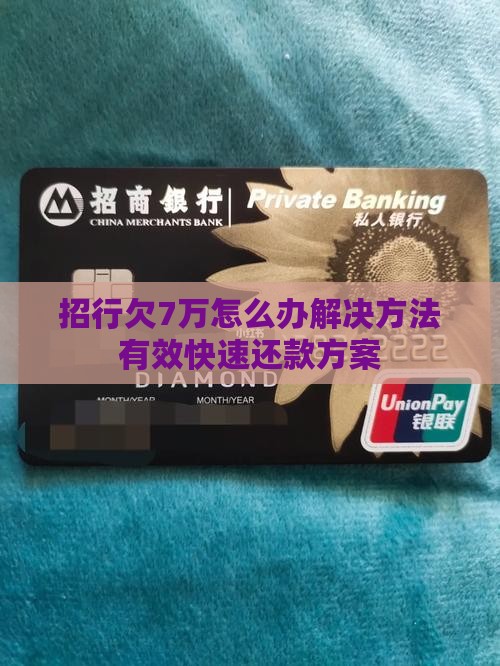 招商銀行
CHINA MERCHANTS BANK
Private Banking
私人银行
招行欠7万怎么办解决方法
有效快速还款方案
2222
DIAMOND
MONTH/YEAR MONTH/YEAR
UnionPay
银联